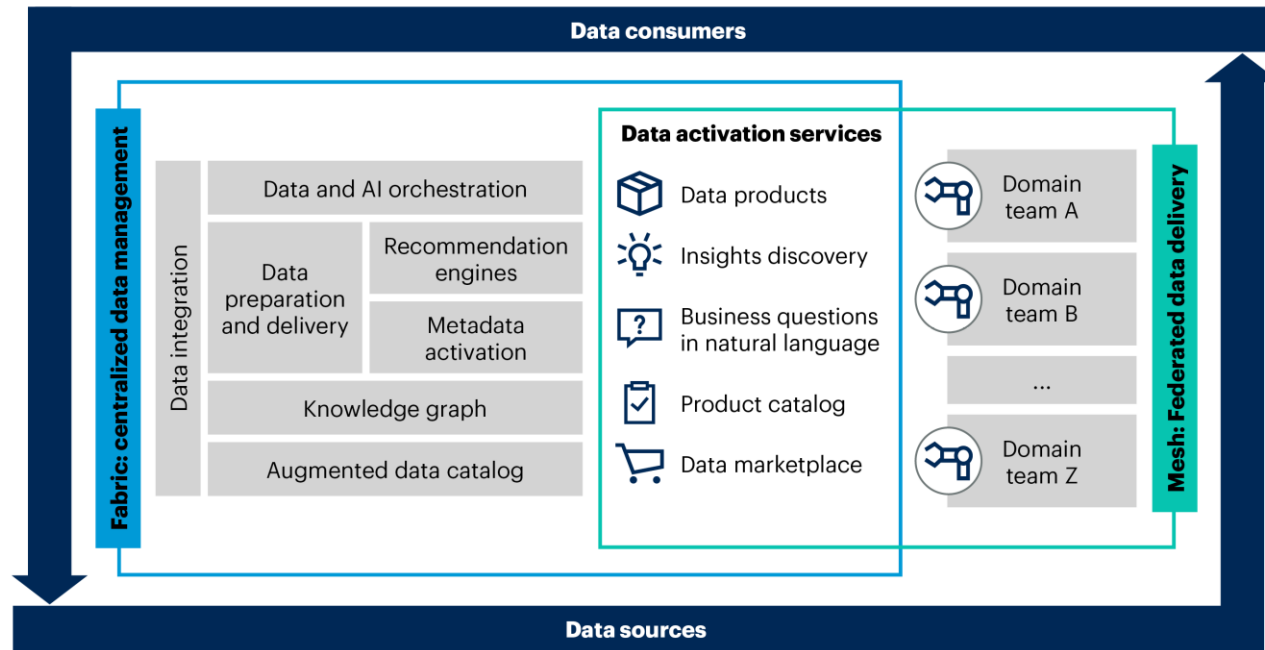 Data consumers
Fabric: centralized data management
Data integration
Data and AI orchestration
Data
preparation
and delivery
Recommendation
engines
Metadata
activation
Knowledge graph
Augmented data catalog
Data activation services
Data products
Insights discovery
?
Business questions
in natural language
Product catalog
Data marketplace
Domain
team A
Domain
team B
...
Domain
team Z
Mesh: Federated data delivery
Data sources